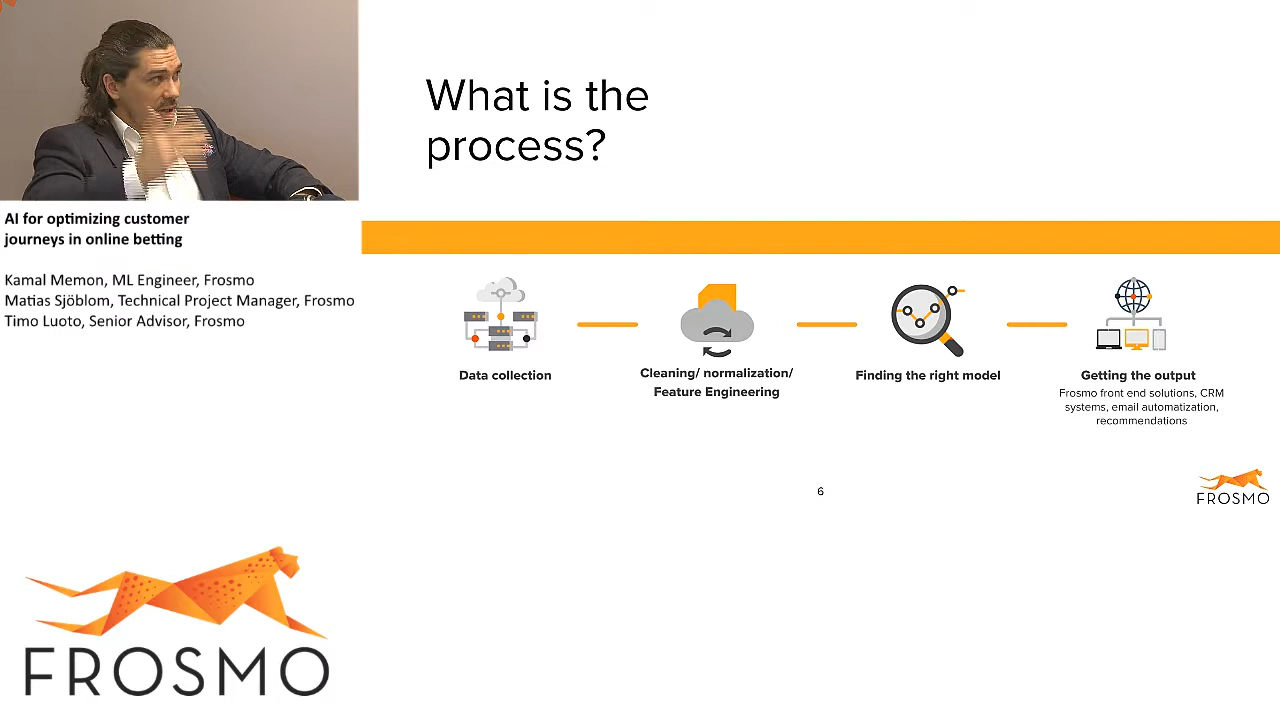 AI for optimizing customer
journeys in online betting
Kamal Memon, ML Engineer, Frosmo
Matias Sjöblom, Technical Project Manager, Frosmo
Timo Luoto, Senior Advisor, Frosmo
FROSMO
What is the
process?
Data collection
Cleaning/ normalization/
Feature Engineering
Finding the right model
Getting the output
Frosmo front end solutions, CRM
systems, email automatization,
recommendations
6
FROSMO